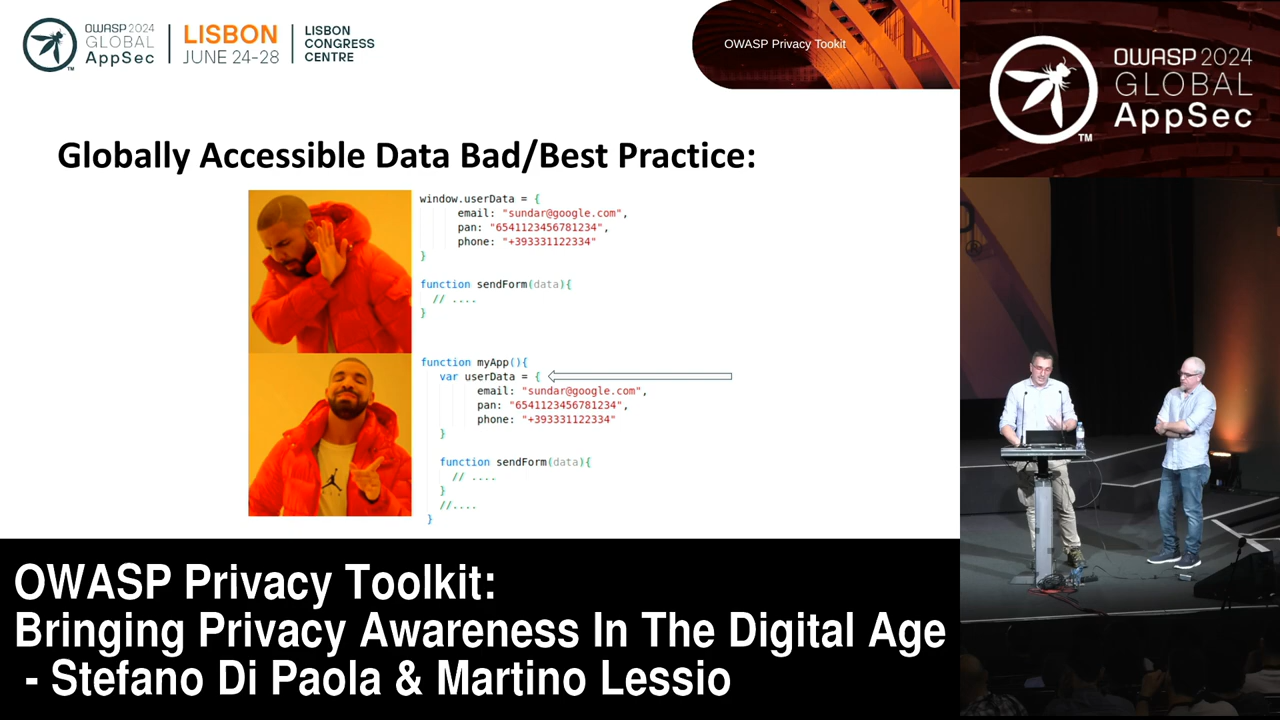 OWASP 2024
GLOBAL
AppSec
TM
LISBON
JUNE 24-28
LISBON
CONGRESS
CENTRE
OWASP Privacy Tookit
OWASP 2024
GLOBAL
AppSec
TM
Globally Accessible Data Bad/Best Practice:
window.userData = {
email: "sundar@google.com",
pan: "6541123456781234",
phone: "+393331122334"
}
function sendForm(data){
// ....
}
function myApp(){
var userData = {
email: "sundar@google.com",
pan: "6541123456781234",
phone: "+393331122334"
}
function sendForm(data){
// ....
}
//....
}
OWASP Privacy Toolkit:
Bringing Privacy Awareness In The Digital Age
- Stefano Di Paola & Martino Lessio